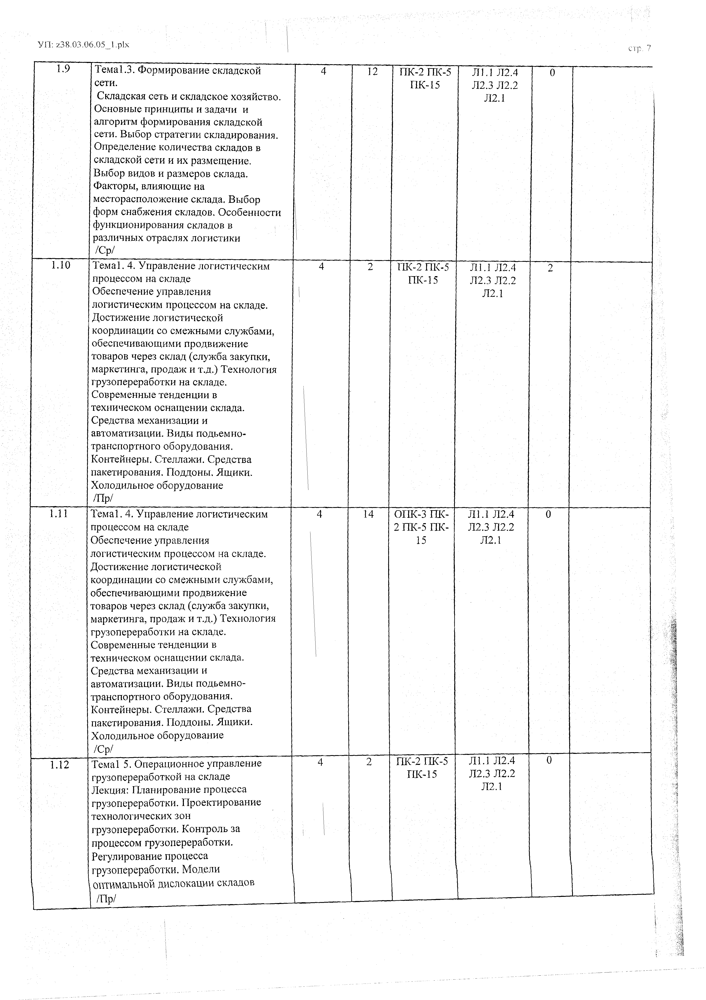 УП: z38.03.06.05_1.plx
стр. 7
1.9
Тема1.3. Формирование складской
сети.
Складская сеть и складское хозяйство.
Основные принципы и задачи и
алгоритм формирования складской
сети. Выбор стратегии складирования.
Определение количества складов в
складской сети и их размещение.
Выбор видов и размеров склада.
Факторы, влияющие на
месторасположение склада. Выбор
форм снабжения складов. Особенности
функционирования складов в
различных отраслях логистики
/Ср/
4
12
ПК-2 ПК-5
ПК-15
Л1.1 Л2.4
Л2.3 Л2.2
Л2.1
0
1.10
Тема1. 4. Управление логистическим
процессом на складе
Обеспечение управления
логистическим процессом на складе.
Достижение логистической
координации со смежными службами,
обеспечивающими продвижение
товаров через склад (служба закупки,
маркетинга, продаж и т.д.) Технология
грузопереработки на складе.
Современные тенденции в
техническом оснащении склада.
Средства механизации и
автоматизации. Виды подьемно-
транспортного оборудования.
Контейнеры. Стеллажи. Средства
пакетирования. Поддоны. Ящики.
Холодильное оборудование
/Пр/
4
2
ПК-2 ПК-5
ПК-15
Л1.1 Л2.4
Л2.3 Л2.2
Л2.1
2
1.11
Тема1. 4. Управление логистическим
процессом на складе
Обеспечение управления
логистическим процессом на складе.
Достижение логистической
координации со смежными службами,
обеспечивающими продвижение
товаров через склад (служба закупки,
маркетинга, продаж и т.д.) Технология
грузопереработки на складе.
Современные тенденции в
техническом оснащении склада.
Средства механизации и
автоматизации. Виды подьемно-
транспортного оборудования.
Контейнеры. Стеллажи. Средства
пакетирования. Поддоны. Ящики.
Холодильное оборудование
/Ср/
4
14
ОПК-3 ПК-
2 ПК-5 ПК-
15
Л1.1 Л2.4
Л2.3 Л2.2
Л2.1
0
1.12
Тема1 5. Операционное управление
грузопереработкой на складе
Лекция: Планирование процесса
грузопереработки. Проектирование
технологических зон
грузопереработки. Контроль за
процессом грузопереработки.
Регулирование процесса
грузопереработки. Модели
оптимальной дислокации складов
/Пр/
4
2
ПК-2 ПК-5
ПК-15
Л1.1 Л2.4
Л2.3 Л2.2
Л2.1
0